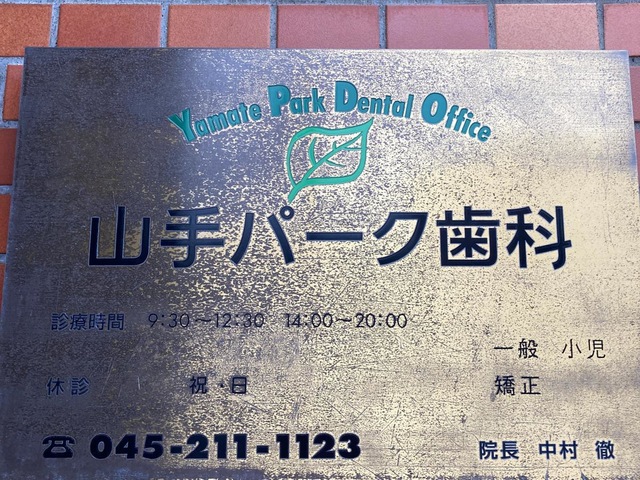 Yamate Park Dental Office
山手パーク歯科
診療時間 9:30～12:30 14:00～20:00
一般 小児
休診 祝・日 矯正
☎ 045-211-1123 院長 中村 徹